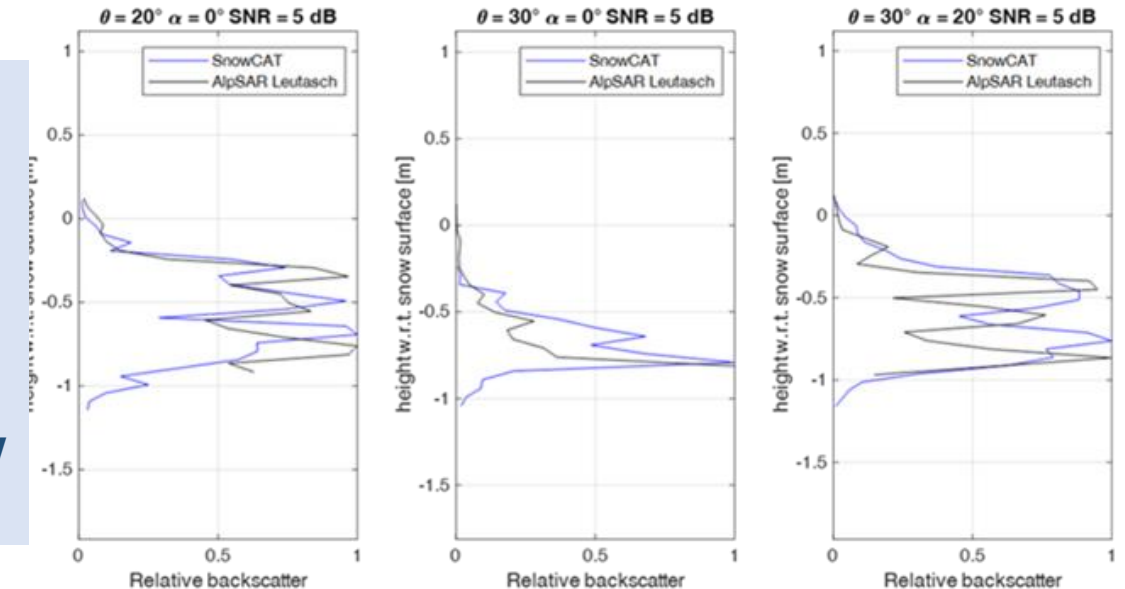 θ = 20° α = 0° SNR = 5 dB
SnowCAT
AlpSAR Leutasch
1
0.5
0
-0.5
-1
-1.5
0
0.5
1
Relative backscatter
θ = 30° α = 0° SNR = 5 dB
SnowCAT
AlpSAR Leutasch
height w.r.t. snow surface [m]
1
0.5
0
-0.5
-1
-1.5
0
0.5
1
Relative backscatter
θ = 30° α = 20° SNR = 5 dB
SnowCAT
AlpSAR Leutasch
height w.r.t. snow surface [m]
1
0.5
0
-0.5
-1
-1.5
0
0.5
1
Relative backscatter